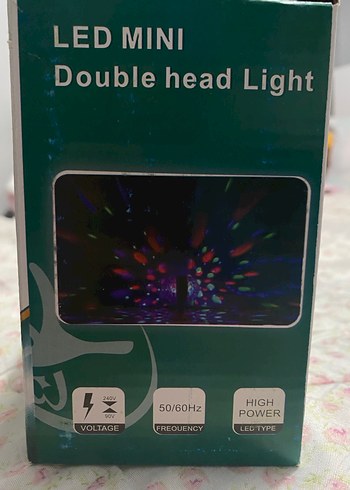 LED MINI
Double head Light
240V
90V
VOLTAGE
50/60Hz
FREQUENCY
HIGH
POWER
LED TYPE